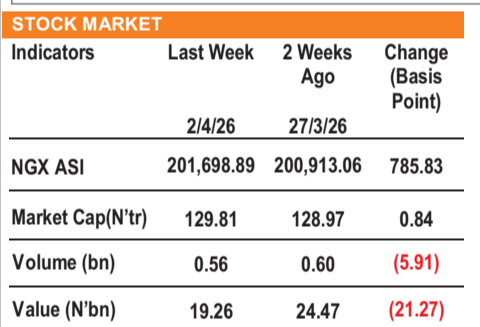 STOCK MARKET
Indicators Last Week 2 Weeks Change
Ago (Basis
Point)
2/4/26 27/3/26
NGX ASI 201,698.89 200,913.06 785.83
Market Cap(N’tr) 129.81 128.97 0.84
Volume (bn) 0.56 0.60 (5.91)
Value (N’bn) 19.26 24.47 (21.27)